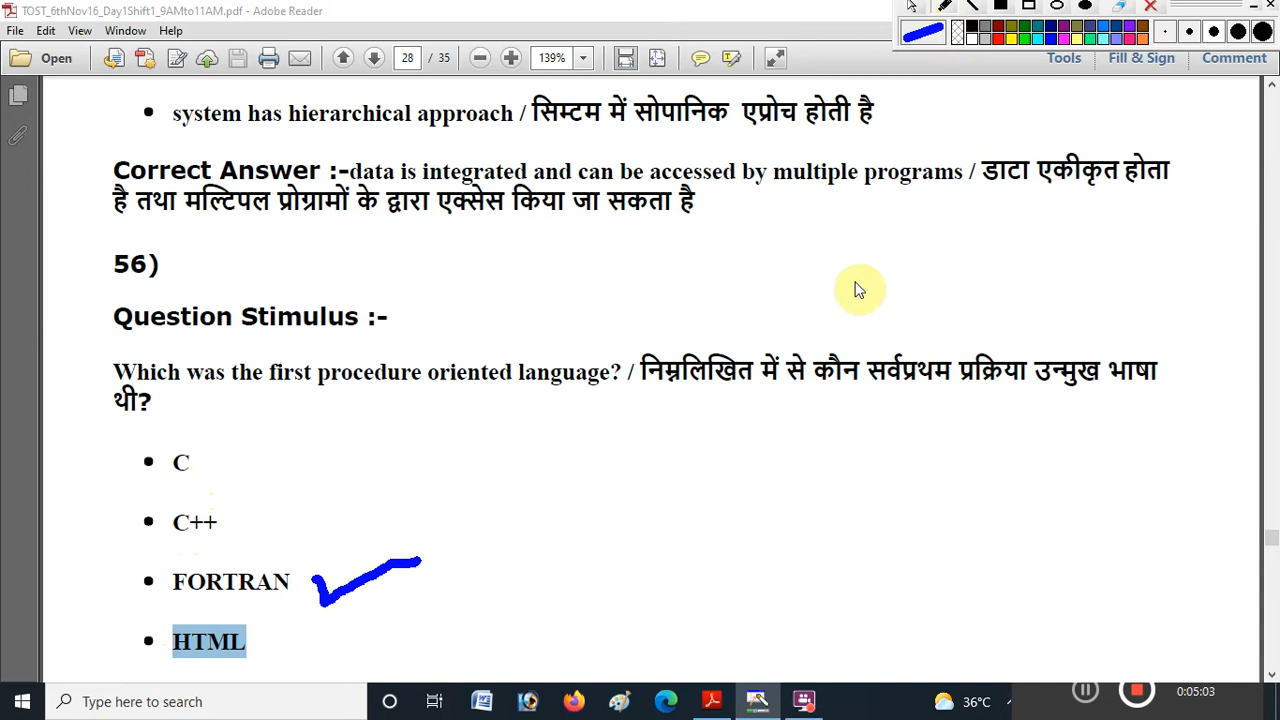 TOST_6thNov16_Day1Shift1_9AMto11AM.pdf - Adobe Reader
File Edit View Window Help
Open 28 / 35 139% Tools Fill & Sign Comment
• system has hierarchical approach / सिम्टम में सोपानिक एप्रोच होती है
Correct Answer :-data is integrated and can be accessed by multiple programs / डाटा एकीकृत होता
है तथा मल्टिपल प्रोग्रामों के द्वारा एक्सेस किया जा सकता है
56)
Question Stimulus :-
Which was the first procedure oriented language? / निम्नलिखित में से कौन सर्वप्रथम प्रक्रिया उन्मुख भाषा
थी?
• C
• C++
• FORTRAN
• HTML
Type here to search 36°C 0:05:03